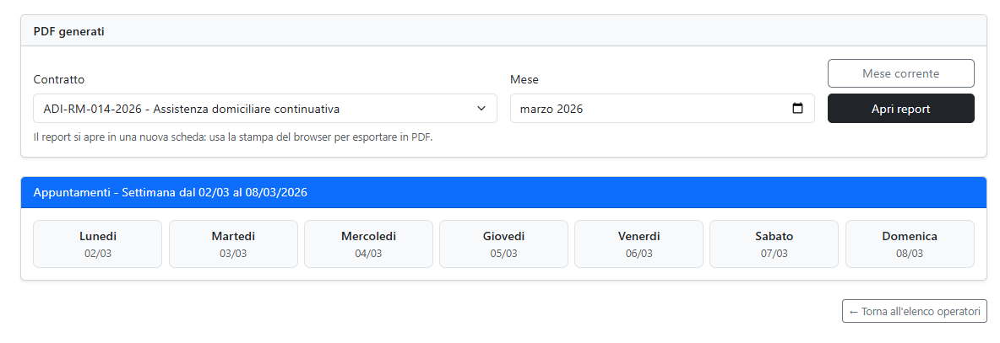 PDF generati
Contratto
Mese
Mese corrente
ADI-RM-014-2026 - Assistenza domiciliare continuativa
marzo 2026
Apri report
Il report si apre in una nuova scheda: usa la stampa del browser per esportare in PDF.
Appuntamenti - Settimana dal 02/03 al 08/03/2026
Lunedi
02/03
Martedi
03/03
Mercoledi
04/03
Giovedi
05/03
Venerdi
06/03
Sabato
07/03
Domenica
08/03
← Torna all'elenco operatori